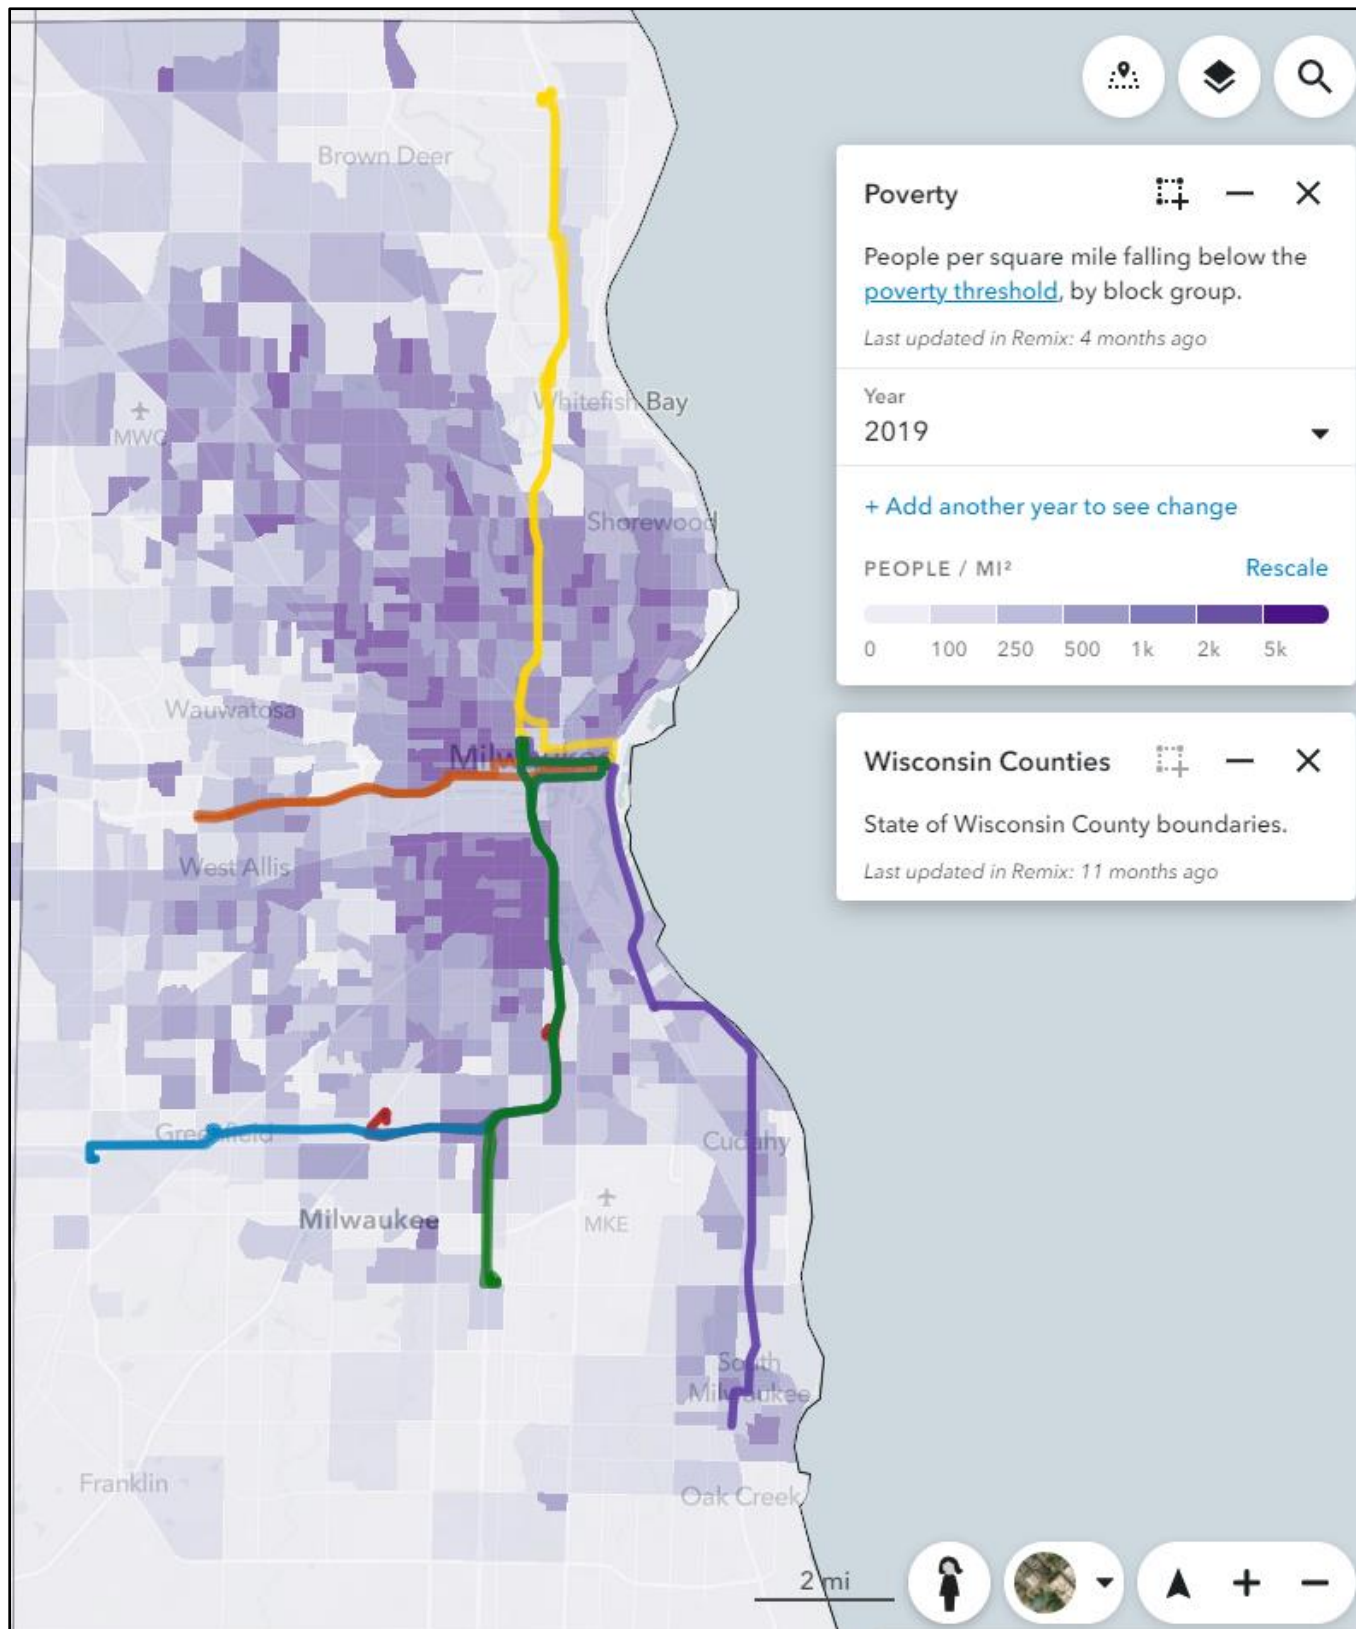 Brown Deer
MWC
Whitefish Bay
Shorewood
Wauwatosa
Milwaukee
West Allis
Greenfield
Cudahy
Milwaukee
MKE
South
Milwaukee
Franklin
Oak Creek
2 mi
Poverty
People per square mile falling below the
poverty threshold, by block group.
Last updated in Remix: 4 months ago
Year
2019
+ Add another year to see change
PEOPLE / MI²
Rescale
0 100 250 500 1k 2k 5k
Wisconsin Counties
State of Wisconsin County boundaries.
Last updated in Remix: 11 months ago